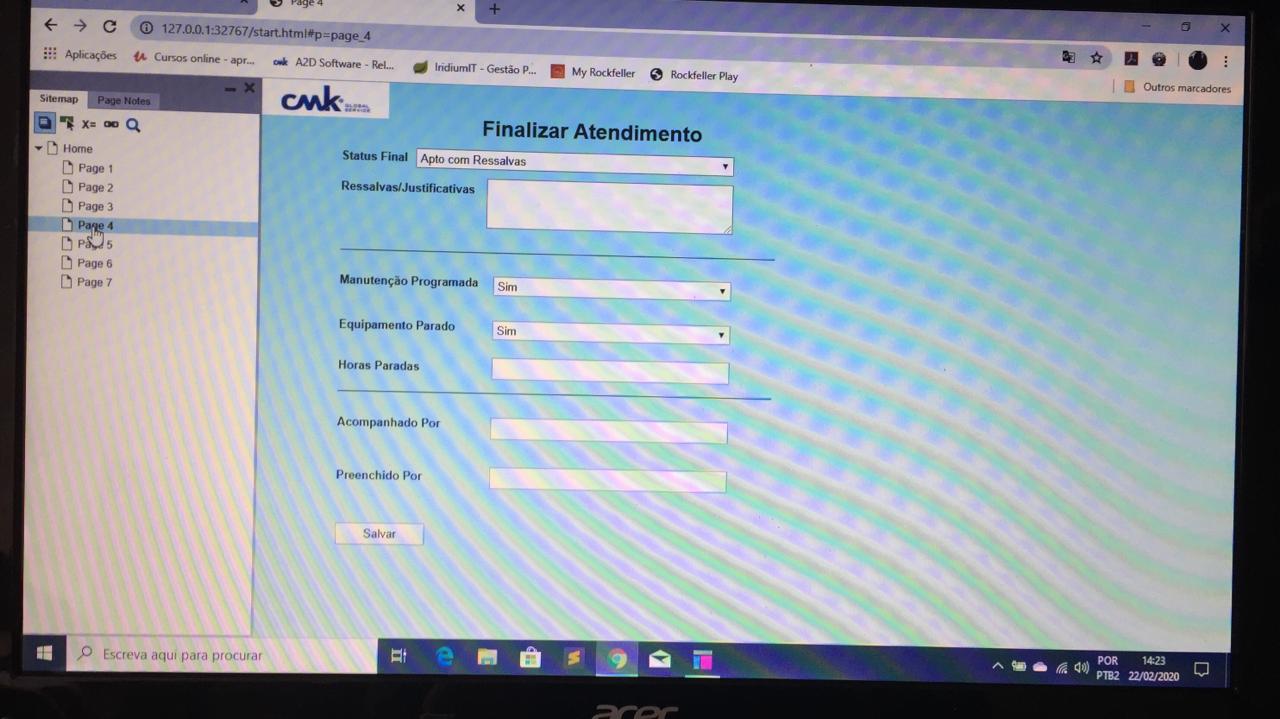 Page 4
127.0.0.1:32767/start.html#p=page_4
Aplicações Cursos online - apr... cmk A2D Software - Rel... IridiumIT - Gestão P... My Rockfeller Rockfeller Play
Outros marcadores
Sitemap Page Notes
X=
Home
Page 1
Page 2
Page 3
Page 4
Page 5
Page 6
Page 7
cmk GLOBAL SERVICE
Finalizar Atendimento
Status Final Apto com Ressalvas
Ressalvas/Justificativas
Manutenção Programada Sim
Equipamento Parado Sim
Horas Paradas
Acompanhado Por
Preenchido Por
Salvar
Escreva aqui para procurar
POR 14:23
PTB2 22/02/2020
acer